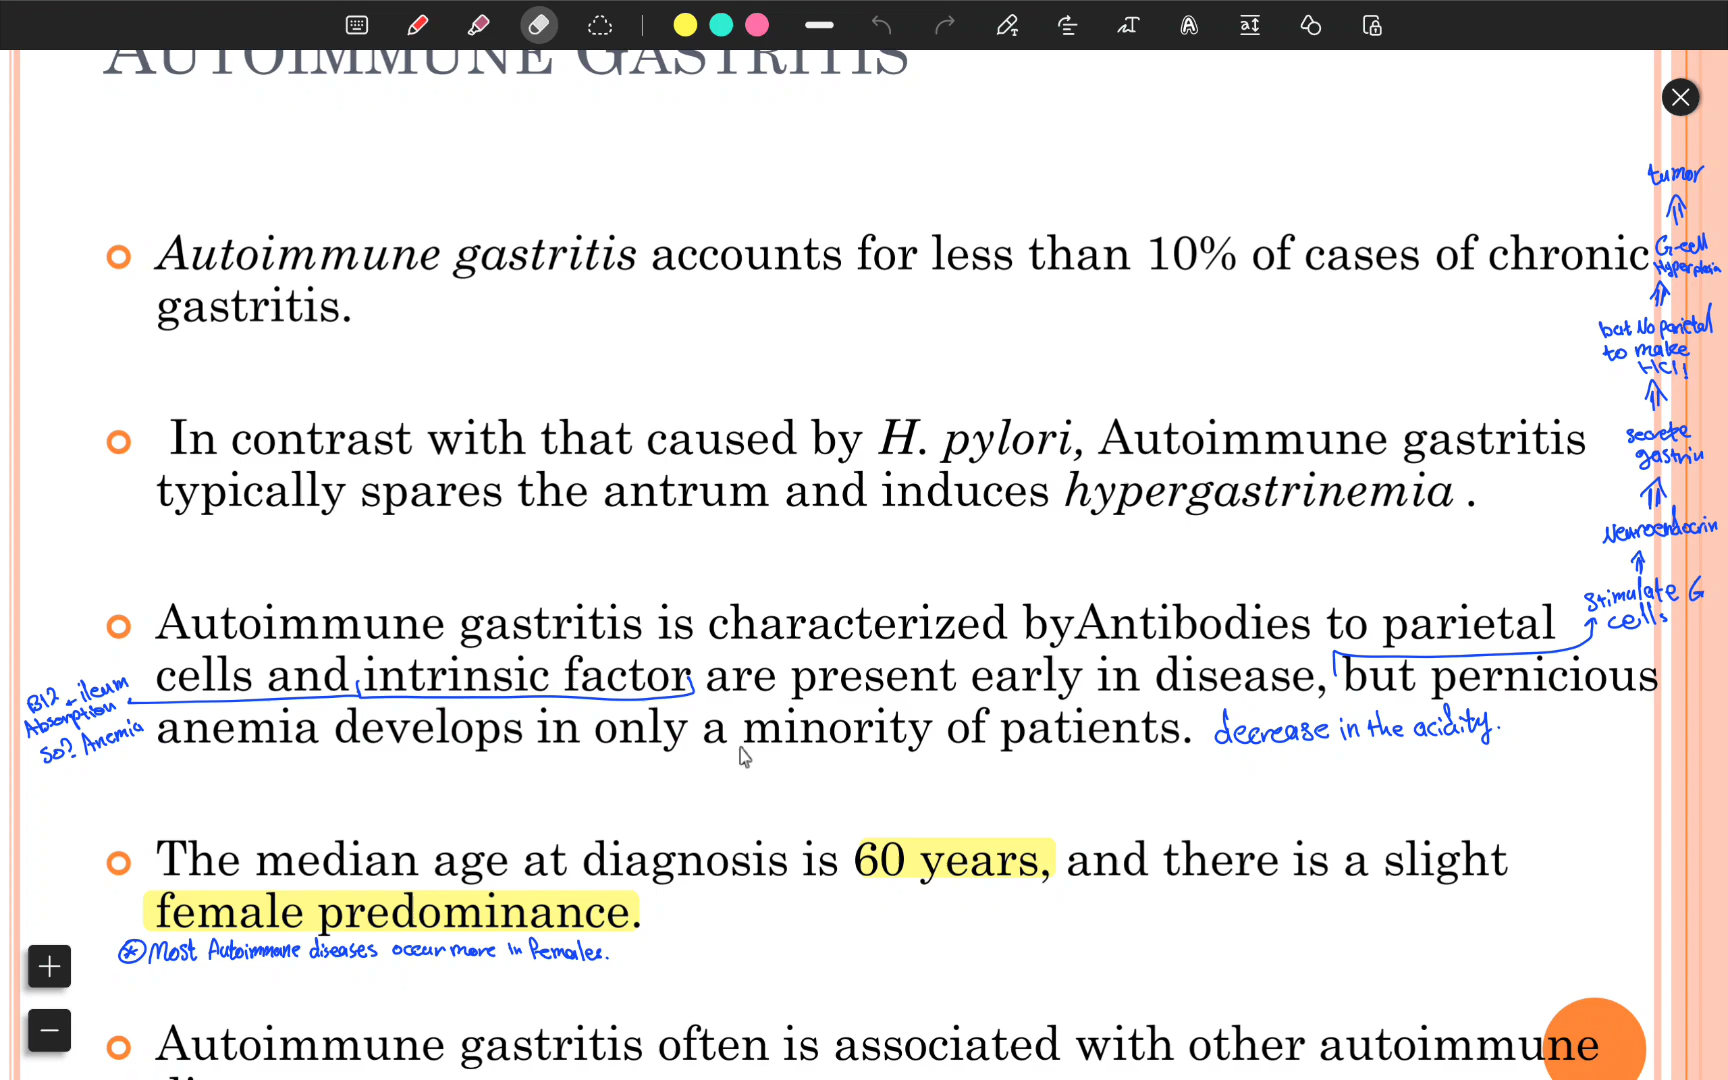 AUTOIMMUNE GASTRITIS
Autoimmune gastritis accounts for less than 10% of cases of chronic
gastritis.
In contrast with that caused by H. pylori, Autoimmune gastritis
typically spares the antrum and induces hypergastrinemia .
Autoimmune gastritis is characterized byAntibodies to parietal
cells and intrinsic factor are present early in disease, but pernicious
anemia develops in only a minority of patients.
decrease in the acidity.
B12 - ileum
Absorption
So? Anemia
The median age at diagnosis is 60 years, and there is a slight
female predominance.
* Most Autoimmune diseases occur more in Females.
Autoimmune gastritis often is associated with other autoimmune
tumor
G-cell
but No parietal
to make
HCl!
secrete
gastrin
Neuroendocrin
Stimulate G
cells